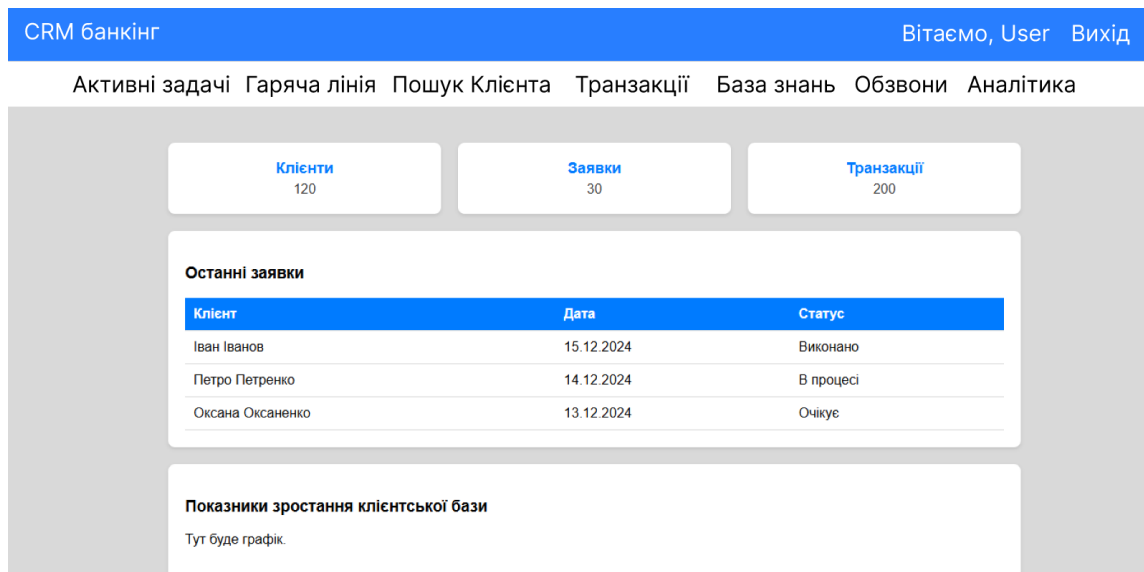 CRM банкінг Вітаємо, User Вихід
Активні задачі Гаряча лінія Пошук Клієнта Транзакції База знань Обзвони Аналітика
Клієнти Заявки Транзакції
120 30 200
Останні заявки
Клієнт Дата Статус
Іван Іванов 15.12.2024 Виконано
Петро Петренко 14.12.2024 В процесі
Оксана Оксаненко 13.12.2024 Очікує
Показники зростання клієнтської бази
Тут буде графік.